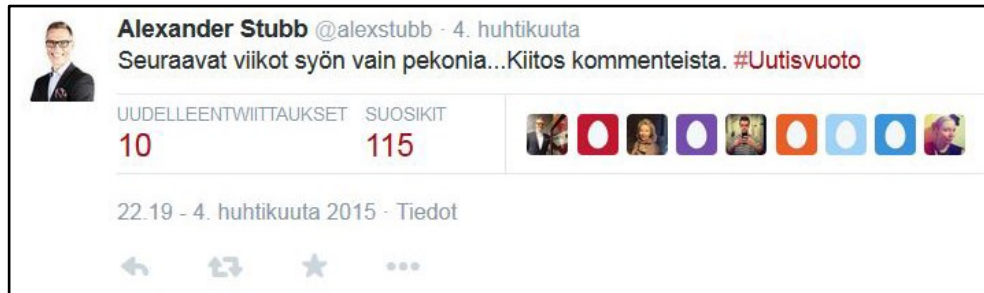 Alexander Stubb @alexstubb · 4. huhtikuuta
Seuraavat viikot syön vain pekonia...Kiitos kommenteista. #Uutisvuoto
UUDELLEENTWIITTAUKSET SUOSIKIT
10 115
22.19 - 4. huhtikuuta 2015 · Tiedot